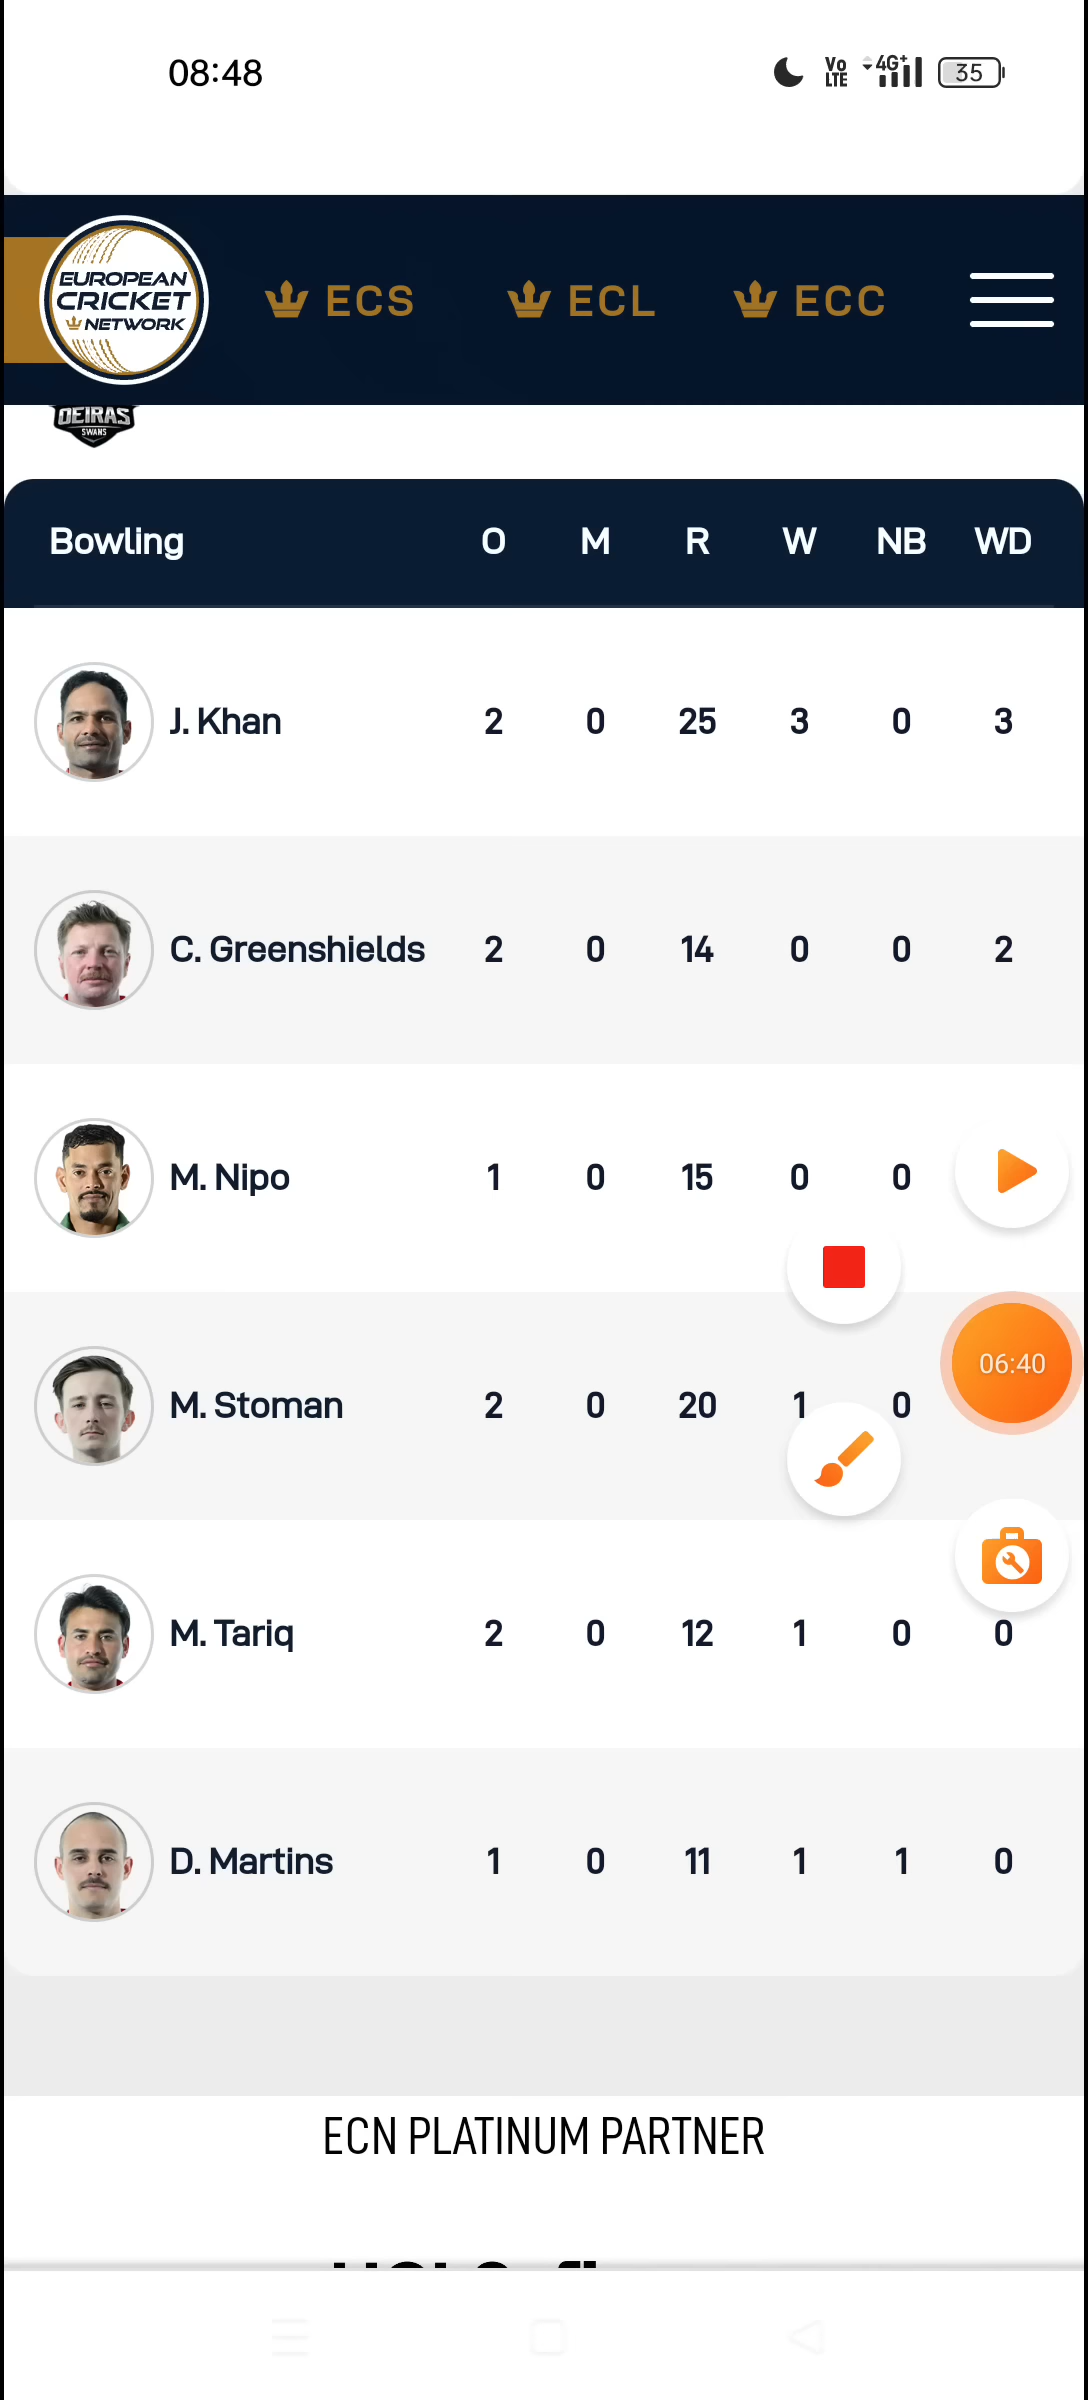 08:48
Vo LTE 4G+ 35
EUROPEAN
CRICKET
NETWORK
ECS ECL ECC
OEIRAS
SWANS
Bowling O M R W NB WD
J. Khan 2 0 25 3 0 3
C. Greenshields 2 0 14 0 0 2
M. Nipo 1 0 15 0 0
M. Stoman 2 0 20 1 0
06:40
M. Tariq 2 0 12 1 0 0
D. Martins 1 0 11 1 1 0
ECN PLATINUM PARTNER